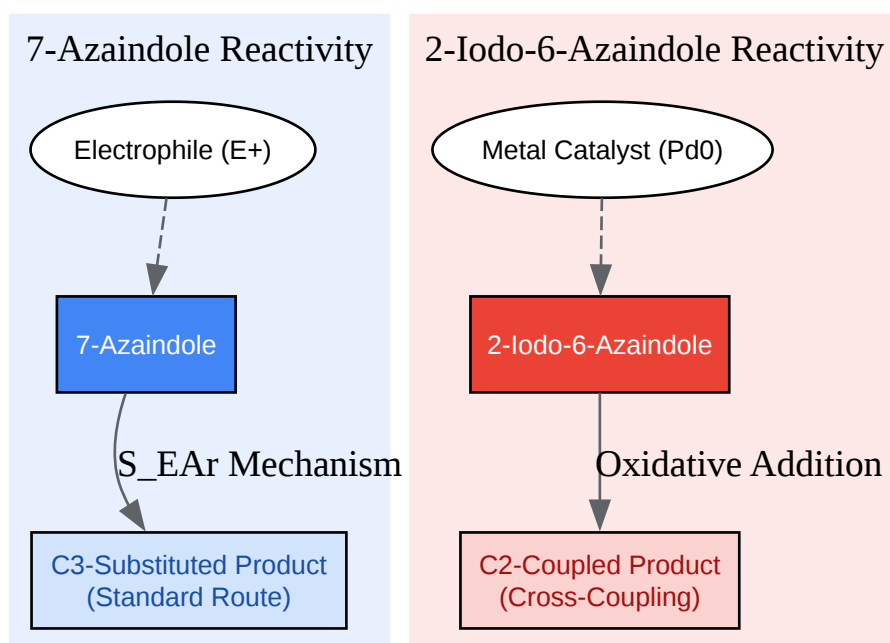 7-Azaindole Reactivity
Electrophile (E+)
7-Azaindole
S_EAr Mechanism
C3-Substituted Product
(Standard Route)
2-Iodo-6-Azaindole Reactivity
Metal Catalyst (Pd0)
2-Iodo-6-Azaindole
Oxidative Addition
C2-Coupled Product
(Cross-Coupling)